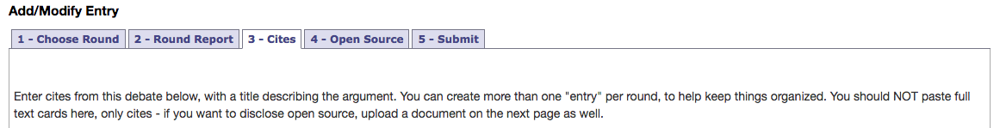 Add/Modify Entry
1 - Choose Round 2 - Round Report 3 - Cites 4 - Open Source 5 - Submit
Enter cites from this debate below, with a title describing the argument. You can create more than one "entry" per round, to help keep things organized. You should NOT paste full
text cards here, only cites - if you want to disclose open source, upload a document on the next page as well.